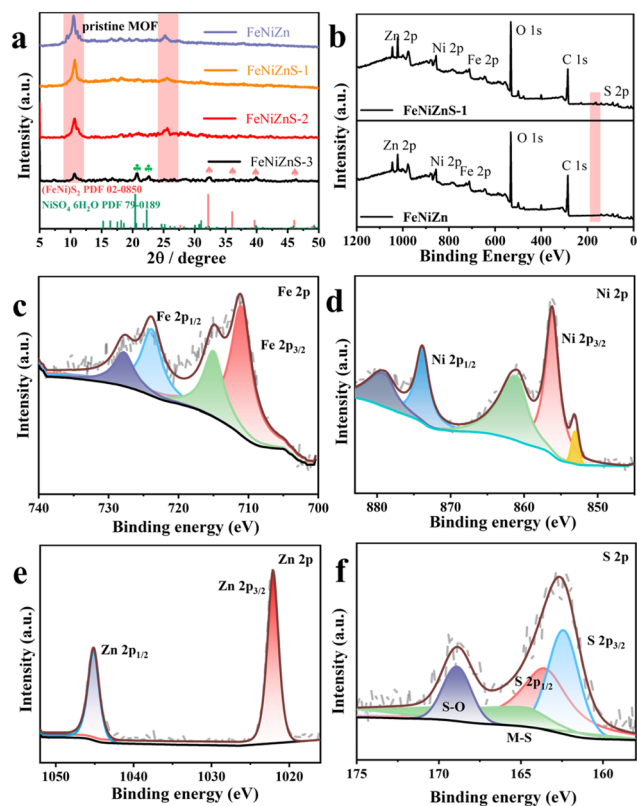 a
pristine MOF
FeNiZn
FeNiZnS-1
FeNiZnS-2
FeNiZnS-3
(FeNi)S2 PDF 02-0850
NiSO4 6H2O PDF 79-0189
5 10 15 20 25 30 35 40 45 50
2θ / degree
Intensity (a.u.)
b
Zn 2p
Ni 2p
Fe 2p
O 1s
C 1s
S 2p
FeNiZnS-1
Zn 2p
Ni 2p
Fe 2p
O 1s
C 1s
FeNiZn
1200 1000 800 600 400 200 0
Binding Energy (eV)
Intensity (a.u.)
c
Fe 2p
Fe 2p1/2
Fe 2p3/2
740 730 720 710 700
Binding energy (eV)
Intensity (a.u.)
d
Ni 2p
Ni 2p3/2
Ni 2p1/2
880 870 860 850
Binding energy (eV)
Intensity (a.u.)
e
Zn 2p
Zn 2p3/2
Zn 2p1/2
1050 1040 1030 1020
Binding energy (eV)
Intensity (a.u.)
f
S 2p
S 2p3/2
S 2p1/2
S-O
M-S
175 170 165 160
Binding energy (eV)
Intensity (a.u.)